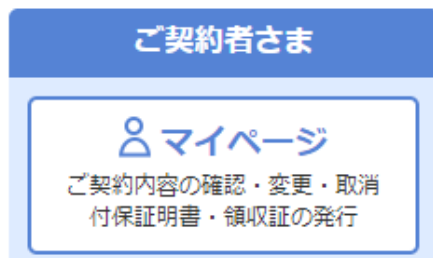 ご契約者さま
マイページ
ご契約内容の確認・変更・取消
付保証明書・領収証の発行